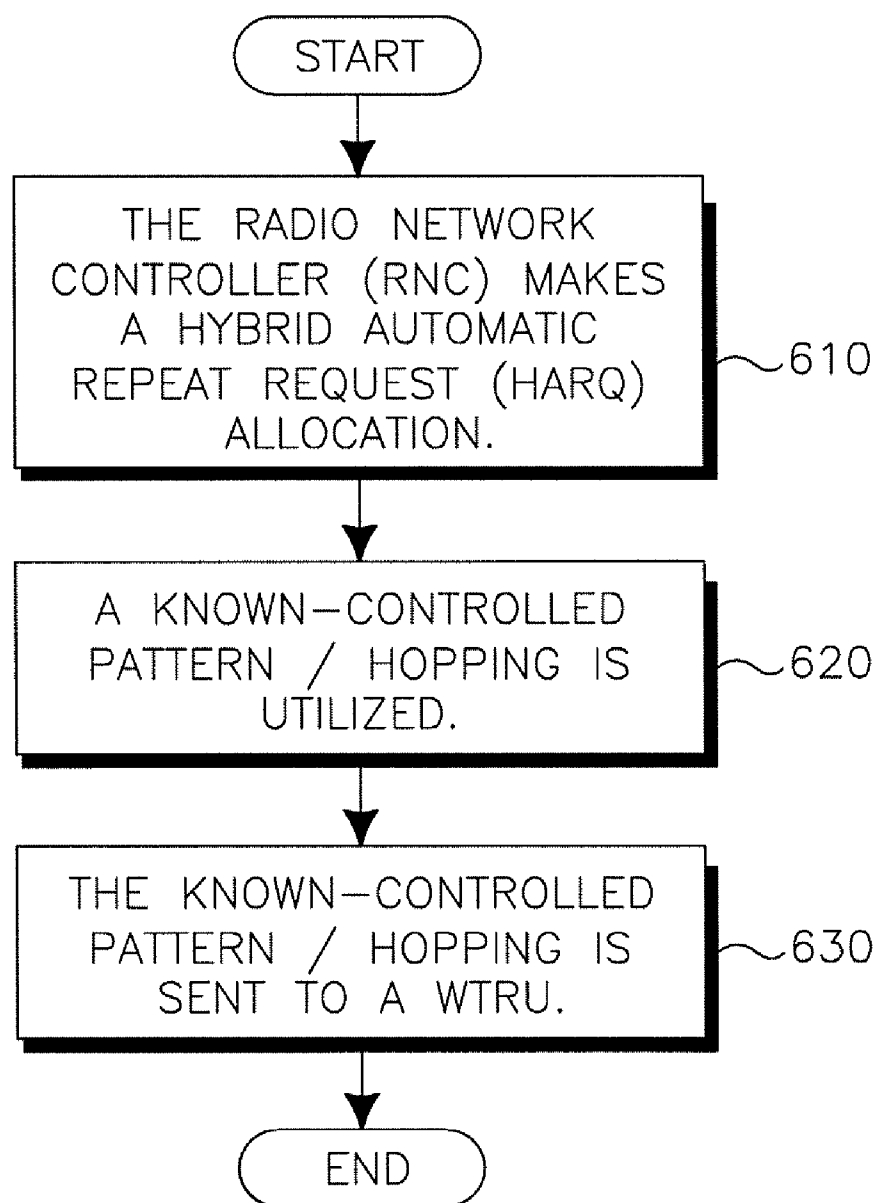 START
THE RADIO NETWORK
CONTROLLER (RNC) MAKES
A HYBRID AUTOMATIC
REPEAT REQUEST (HARQ)
ALLOCATION.
610
A KNOWN-CONTROLLED
PATTERN / HOPPING IS
UTILIZED.
620
THE KNOWN-CONTROLLED
PATTERN / HOPPING IS
SENT TO A WTRU.
630
END